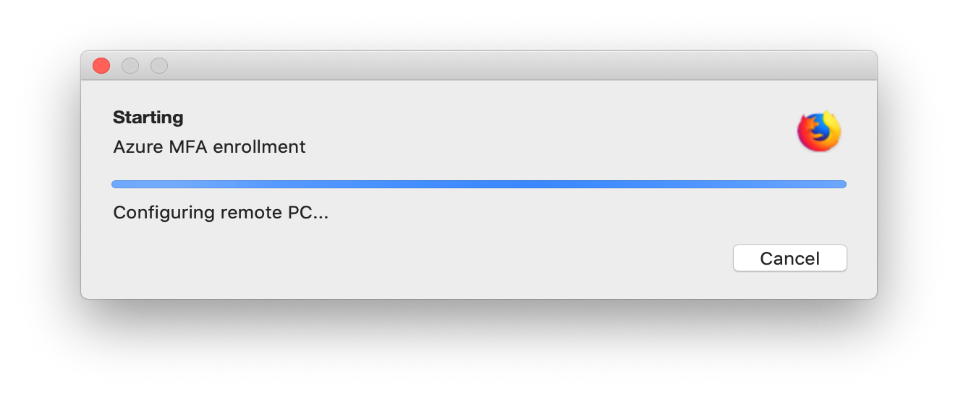 Starting
Azure MFA enrollment
Configuring remote PC...
Cancel